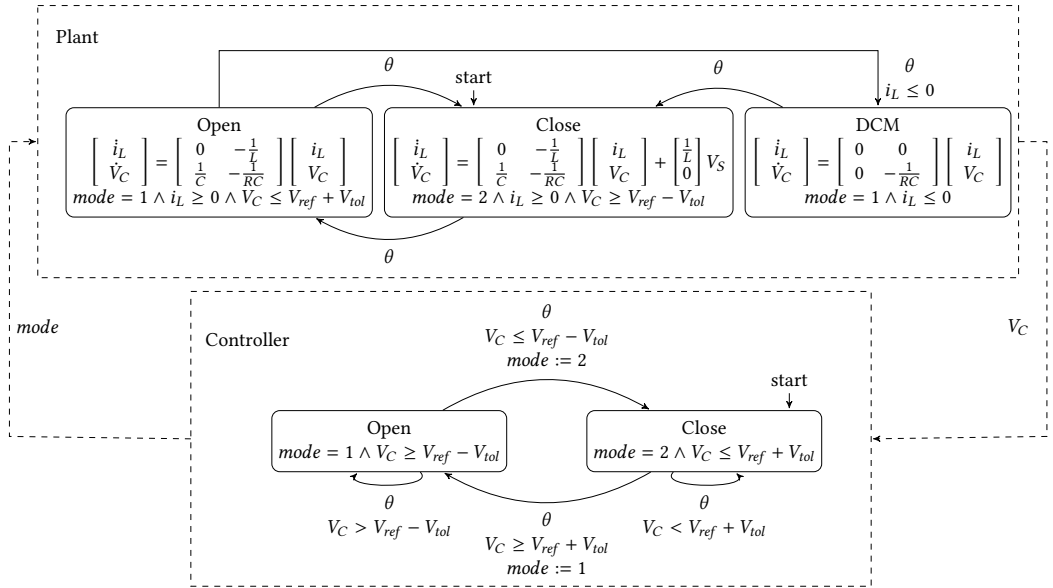 Plant
θ
start
θ
θ
i_L ≤ 0
Open
[ i̇_L V̇_C ] = [ 0 −1/L 1/C −1/RC ] [ i_L V_C ]
mode = 1 ∧ i_L ≥ 0 ∧ V_C ≤ V_ref + V_tol
Close
[ i̇_L V̇_C ] = [ 0 −1/L 1/C −1/RC ] [ i_L V_C ] + [ 1/L 0 ] V_S
mode = 2 ∧ i_L ≥ 0 ∧ V_C ≥ V_ref − V_tol
DCM
[ i̇_L V̇_C ] = [ 0 0 0 −1/RC ] [ i_L V_C ]
mode = 1 ∧ i_L ≤ 0
θ
mode
V_C
Controller
θ
V_C ≤ V_ref − V_tol
mode := 2
start
Open
mode = 1 ∧ V_C ≥ V_ref − V_tol
Close
mode = 2 ∧ V_C ≤ V_ref + V_tol
θ
V_C > V_ref − V_tol
θ
V_C ≥ V_ref + V_tol
mode := 1
θ
V_C < V_ref + V_tol